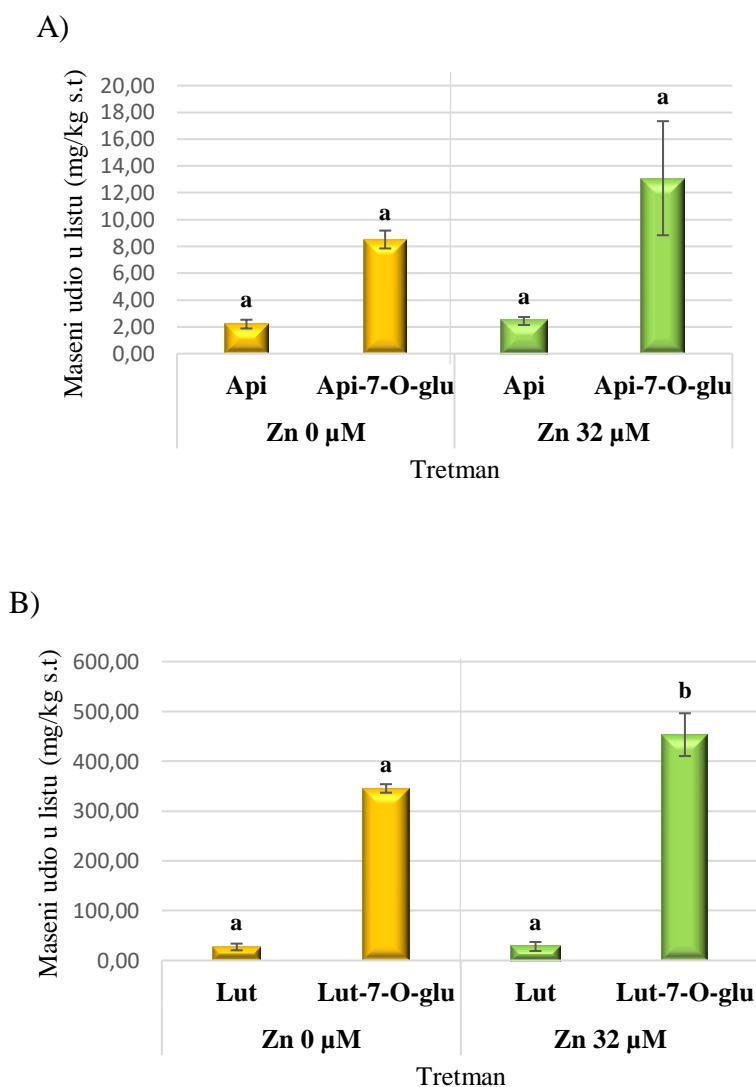 A)
Maseni udio u listu (mg/kg s.t)
20,00
18,00
16,00
14,00
12,00
10,00
8,00
6,00
4,00
2,00
0,00
a
a
a
a
Api
Api-7-O-glu
Api
Api-7-O-glu
Zn 0 µM
Zn 32 µM
Tretman
B)
Maseni udio u listu (mg/kg s.t)
600,00
500,00
400,00
300,00
200,00
100,00
0,00
a
a
a
b
Lut
Lut-7-O-glu
Lut
Lut-7-O-glu
Zn 0 µM
Zn 32 µM
Tretman